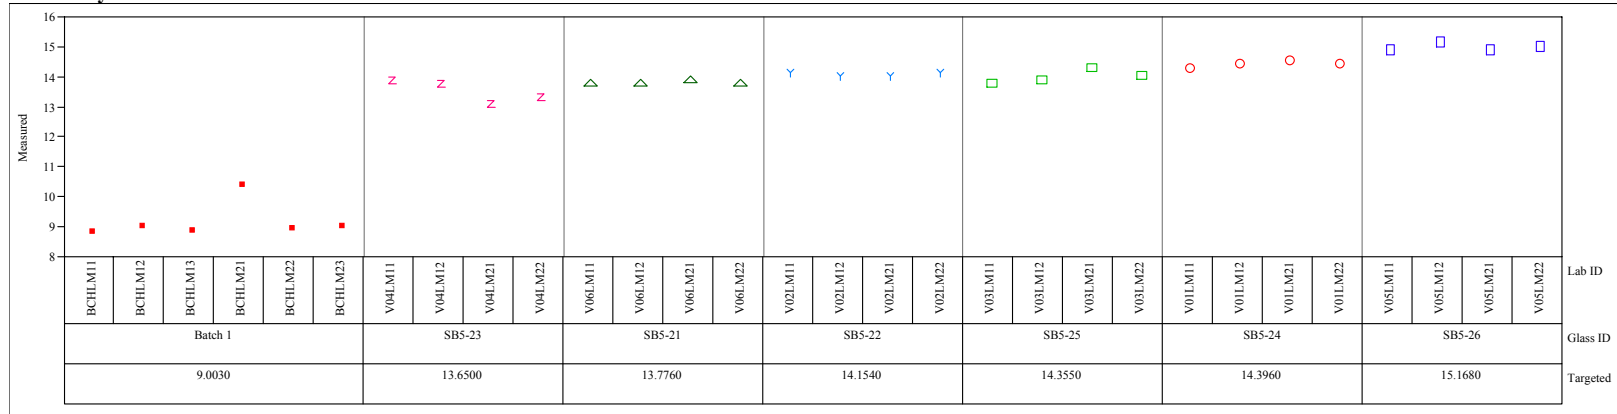 16
15
14
13
12
11
10
9
8
Measured
BCHLM11
BCHLM12
BCHLM13
BCHLM21
BCHLM22
BCHLM23
V04LM11
V04LM12
V04LM21
V04LM22
V06LM11
V06LM12
V06LM21
V06LM22
V02LM11
V02LM12
V02LM21
V02LM22
V03LM11
V03LM12
V03LM21
V03LM22
V01LM11
V01LM12
V01LM21
V01LM22
V05LM11
V05LM12
V05LM21
V05LM22
Lab ID
Batch 1 SB5-23 SB5-21 SB5-22 SB5-25 SB5-24 SB5-26 Glass ID
9.0030 13.6500 13.7760 14.1540 14.3550 14.3960 15.1680 Targeted